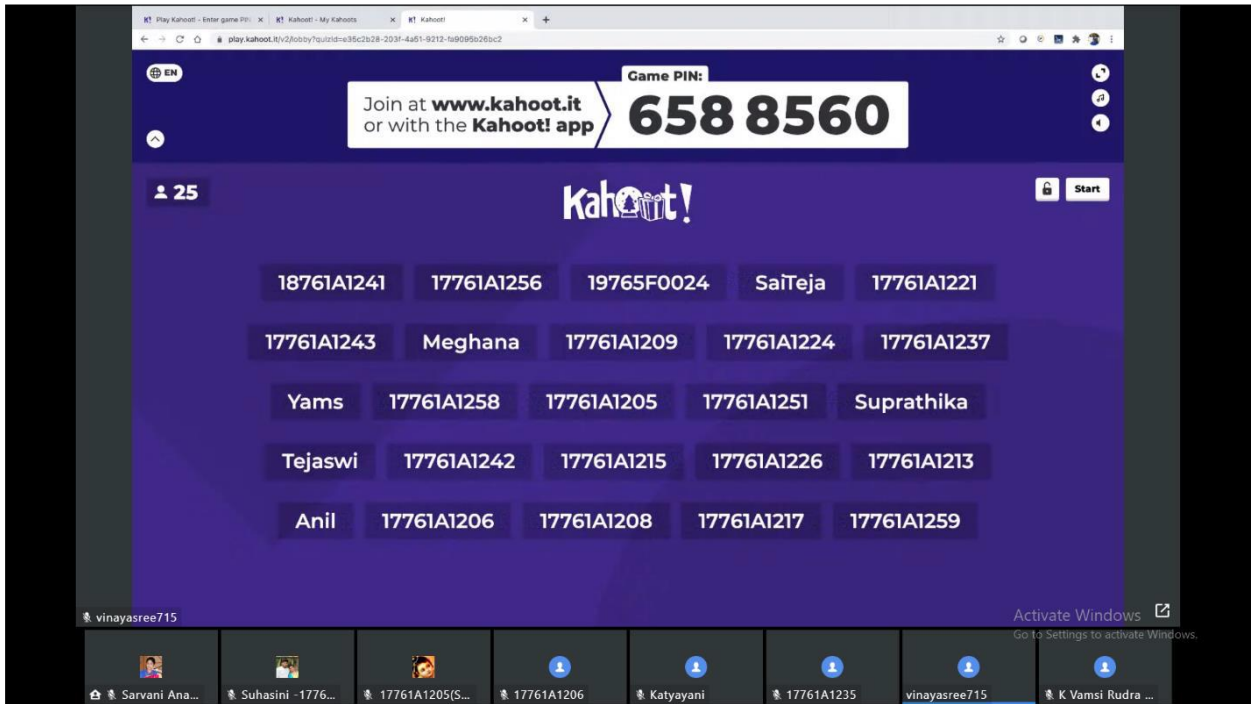 K! Play Kahoot! - Enter game PIN K! Kahoot! - My Kahoots K! Kahoot!
play.kahoot.it/v2/lobby?quizId=e35c2b28-203f-4a51-9212-fa9095b26bc2
EN
Game PIN:
Join at www.kahoot.it
or with the Kahoot! app
658 8560
25
Kahoot!
Start
18761A1241 17761A1256 19765F0024 SaiTeja 17761A1221
17761A1243 Meghana 17761A1209 17761A1224 17761A1237
Yams 17761A1258 17761A1205 17761A1251 Suprathika
Tejaswi 17761A1242 17761A1215 17761A1226 17761A1213
Anil 17761A1206 17761A1208 17761A1217 17761A1259
vinayasree715
Activate Windows
Go to Settings to activate Windows.
Sarvani Ana... Suhasini -1776... 17761A1205(S... 17761A1206 Katyayani 17761A1235 vinayasree715 K Vamsi Rudra ...